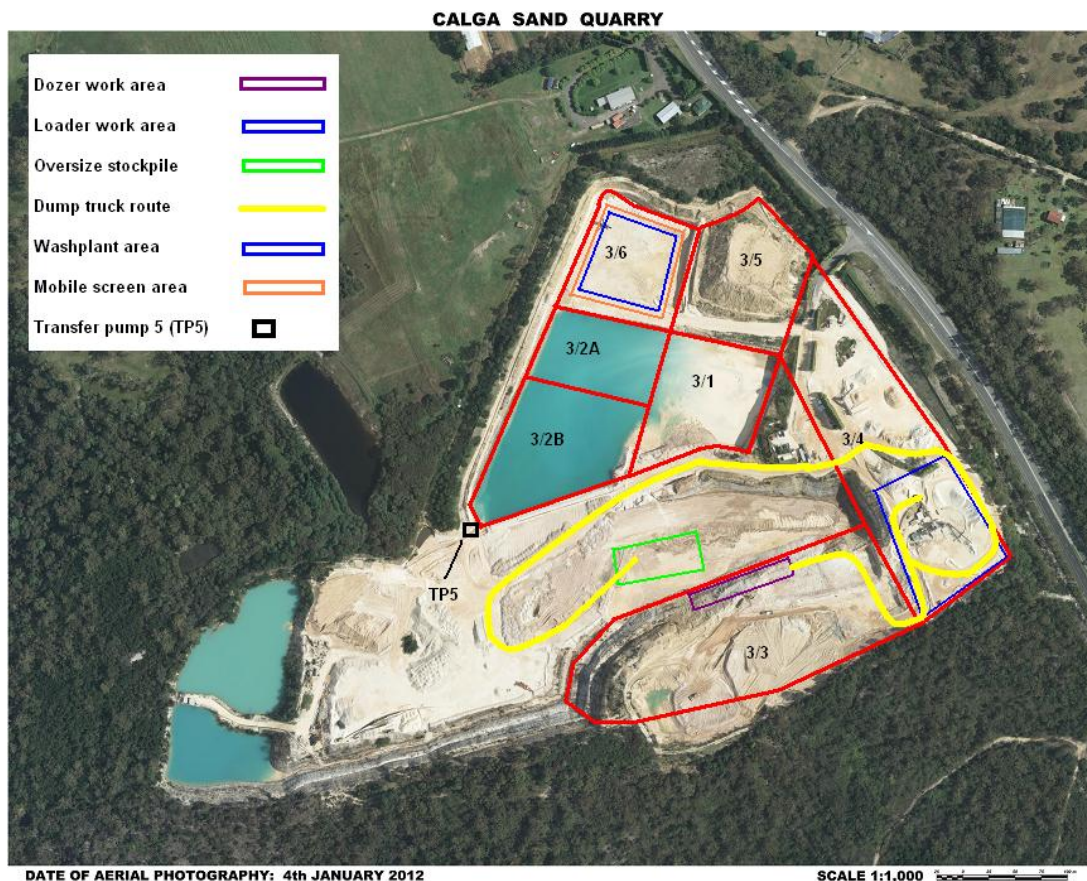 CALGA SAND QUARRY
Dozer work area
Loader work area
Oversize stockpile
Dump truck route
Washplant area
Mobile screen area
Transfer pump 5 (TP5)
3/6
3/5
3/2A
3/1
3/2B
3/4
TP5
3/3
DATE OF AERIAL PHOTOGRAPHY: 4th JANUARY 2012
SCALE 1:1.000